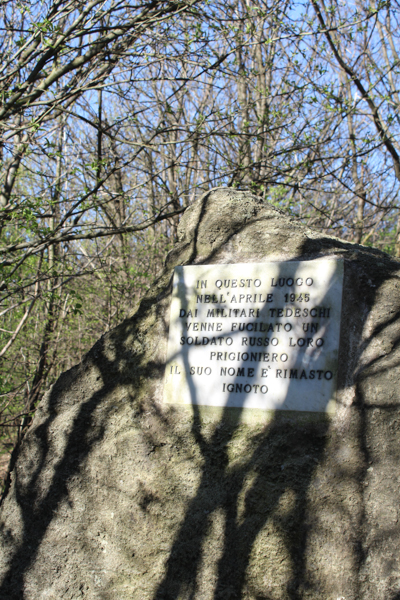 IN QUESTO LUOGO
NELL'APRILE 1945
DAI MILITARI TEDESCHI
VENNE FUCILATO UN
SOLDATO RUSSO LORO
PRIGIONIERO
IL SUO NOME E' RIMASTO
IGNOTO